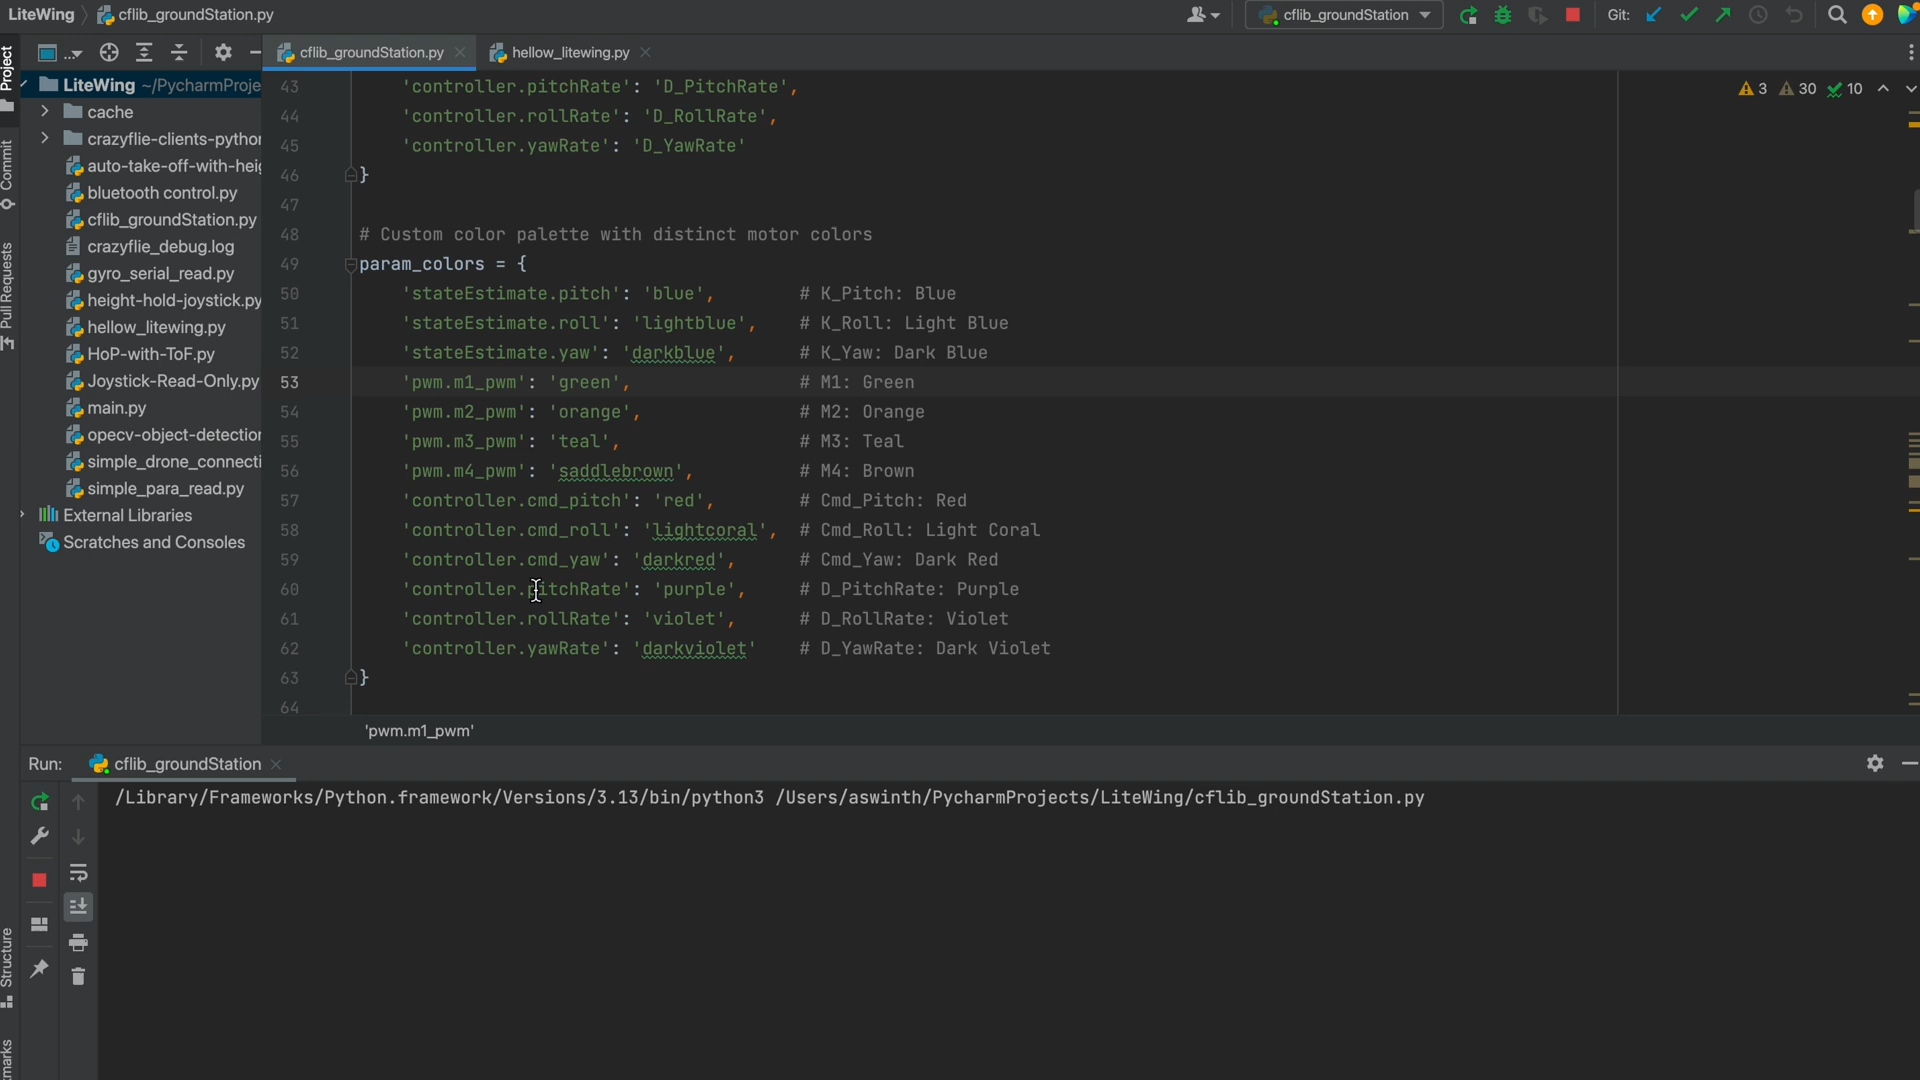 LiteWing
cflib_groundStation.py
cflib_groundStation
Git:
Project
cflib_groundStation.py
hellow_litewing.py
LiteWing ~/PycharmProje
cache
crazyflie-clients-python
auto-take-off-with-heig
bluetooth control.py
cflib_groundStation.py
crazyflie_debug.log
gyro_serial_read.py
height-hold-joystick.py
hellow_litewing.py
HoP-with-ToF.py
Joystick-Read-Only.py
main.py
opecv-object-detection
simple_drone_connecti
simple_para_read.py
External Libraries
Scratches and Consoles
Commit
Pull Requests
3 30 10
43 'controller.pitchRate': 'D_PitchRate',
44 'controller.rollRate': 'D_RollRate',
45 'controller.yawRate': 'D_YawRate'
46 }
47
48 # Custom color palette with distinct motor colors
49 param_colors = {
50 'stateEstimate.pitch': 'blue', # K_Pitch: Blue
51 'stateEstimate.roll': 'lightblue', # K_Roll: Light Blue
52 'stateEstimate.yaw': 'darkblue', # K_Yaw: Dark Blue
53 'pwm.m1_pwm': 'green', # M1: Green
54 'pwm.m2_pwm': 'orange', # M2: Orange
55 'pwm.m3_pwm': 'teal', # M3: Teal
56 'pwm.m4_pwm': 'saddlebrown', # M4: Brown
57 'controller.cmd_pitch': 'red', # Cmd_Pitch: Red
58 'controller.cmd_roll': 'lightcoral', # Cmd_Roll: Light Coral
59 'controller.cmd_yaw': 'darkred', # Cmd_Yaw: Dark Red
60 'controller.pitchRate': 'purple', # D_PitchRate: Purple
61 'controller.rollRate': 'violet', # D_RollRate: Violet
62 'controller.yawRate': 'darkviolet' # D_YawRate: Dark Violet
63 }
64
'pwm.m1_pwm'
Run: cflib_groundStation
/Library/Frameworks/Python.framework/Versions/3.13/bin/python3 /Users/aswinth/PycharmProjects/LiteWing/cflib_groundStation.py
Structure
marks